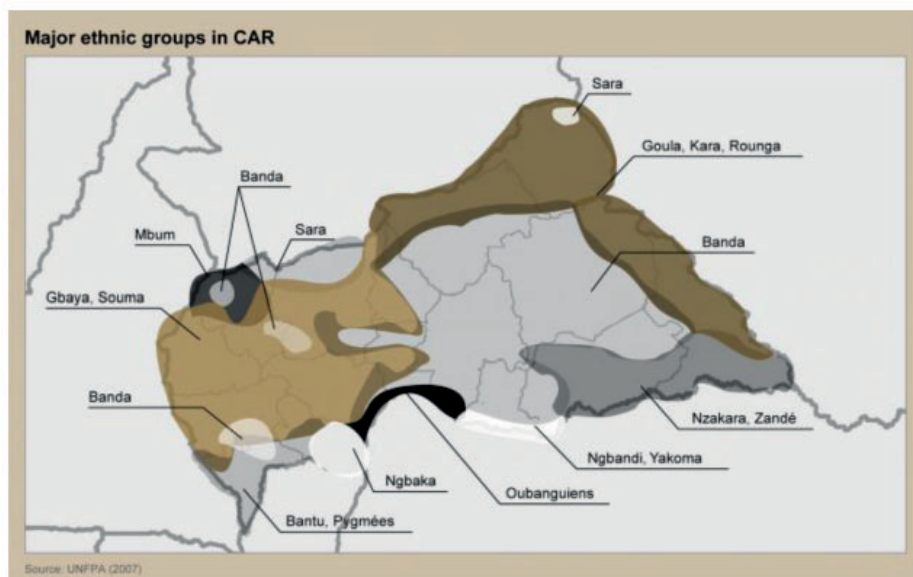 Major ethnic groups in CAR
Sara
Goula, Kara, Rounga
Banda
Mbum
Sara
Banda
Gbaya, Souma
Banda
Nzakara, Zandé
Ngbandi, Yakoma
Ngbaka
Oubanguiens
Bantu, Pygmées
Source: UNFPA (2007)